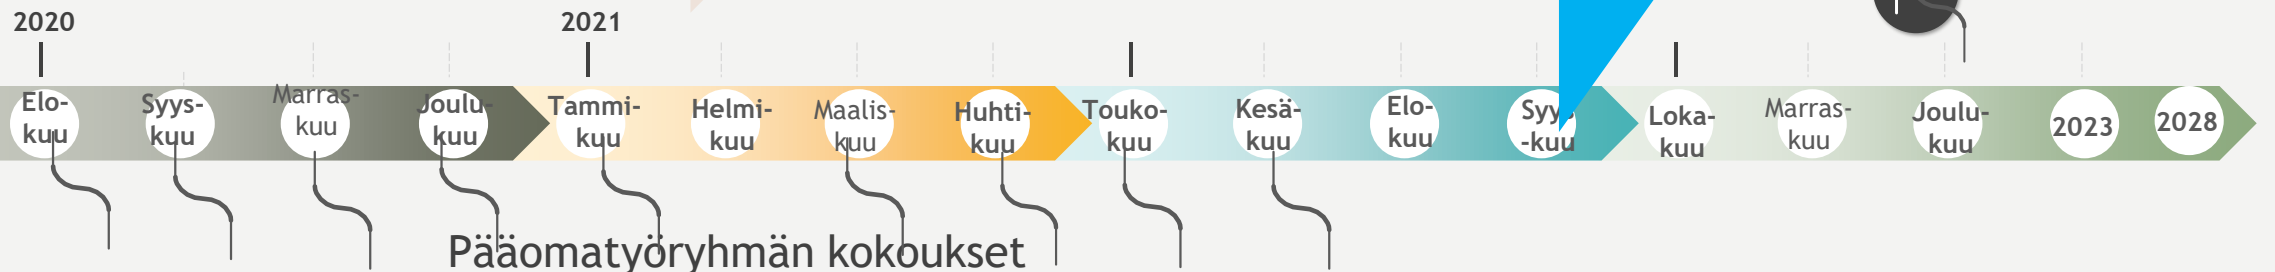 2020
2021
Elo-
kuu
Syys-
kuu
Marras-
kuu
Joulu-
kuu
Tammi-
kuu
Helmi-
kuu
Maalis-
kuu
Huhti-
kuu
Touko-
kuu
Kesä-
kuu
Elo-
kuu
Syys
-kuu
Loka-
kuu
Marras-
kuu
Joulu-
kuu
2023
2028
Pääomatyöryhmän kokoukset